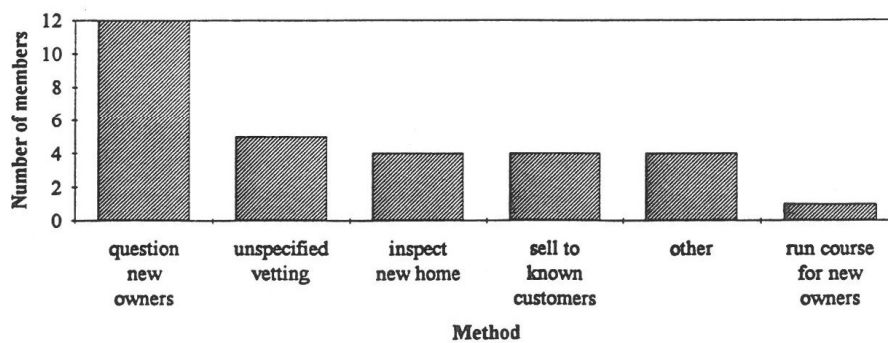 Number of members
12
10
8
6
4
2
0
question
new
owners
unspecified
vetting
inspect
new home
sell to
known
customers
other
run course
for new
owners
Method